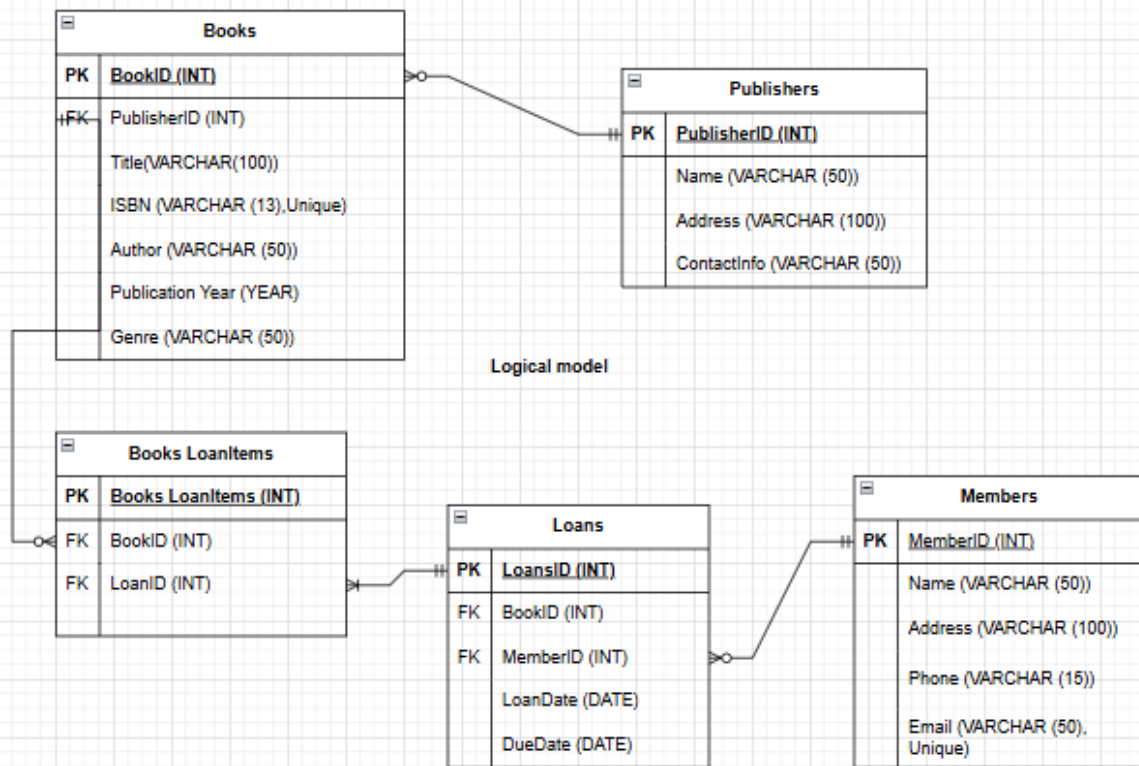 Books
PK BookID (INT)
FK PublisherID (INT)
Title(VARCHAR(100))
ISBN (VARCHAR (13),Unique)
Author (VARCHAR (50))
Publication Year (YEAR)
Genre (VARCHAR (50))
Publishers
PK PublisherID (INT)
Name (VARCHAR (50))
Address (VARCHAR (100))
ContactInfo (VARCHAR (50))
Logical model
Books LoanItems
PK Books LoanItems (INT)
FK BookID (INT)
FK LoanID (INT)
Loans
PK LoansID (INT)
FK BookID (INT)
FK MemberID (INT)
LoanDate (DATE)
DueDate (DATE)
Members
PK MemberID (INT)
Name (VARCHAR (50))
Address (VARCHAR (100))
Phone (VARCHAR (15))
Email (VARCHAR (50),
Unique)